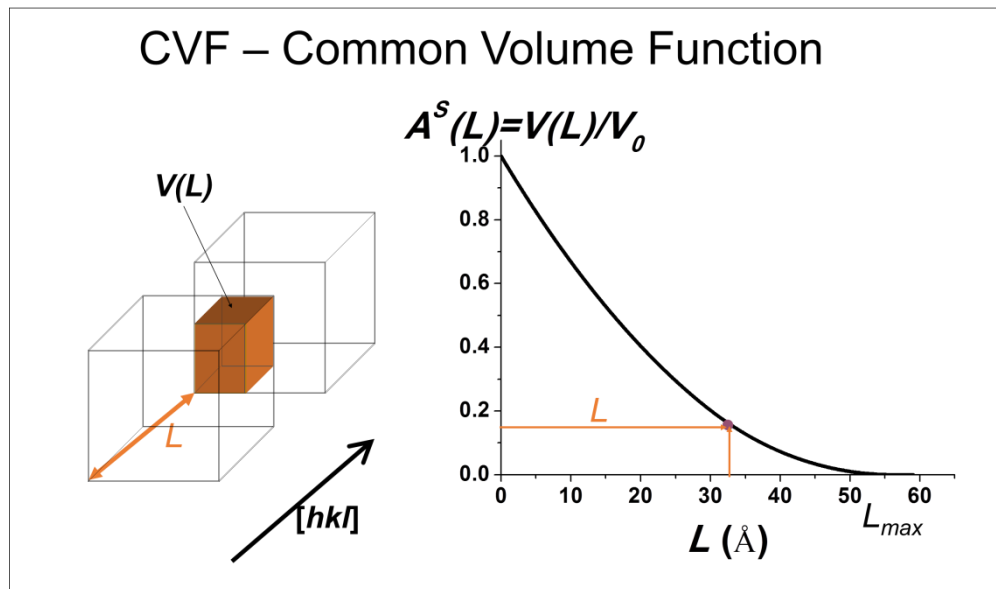 CVF – Common Volume Function
A^S(L)=V(L)/V_0
V(L)
L
[hkl]
1.0
0.8
0.6
0.4
0.2
0.0
L
0 10 20 30 40 50 60
L_max
L (Å)